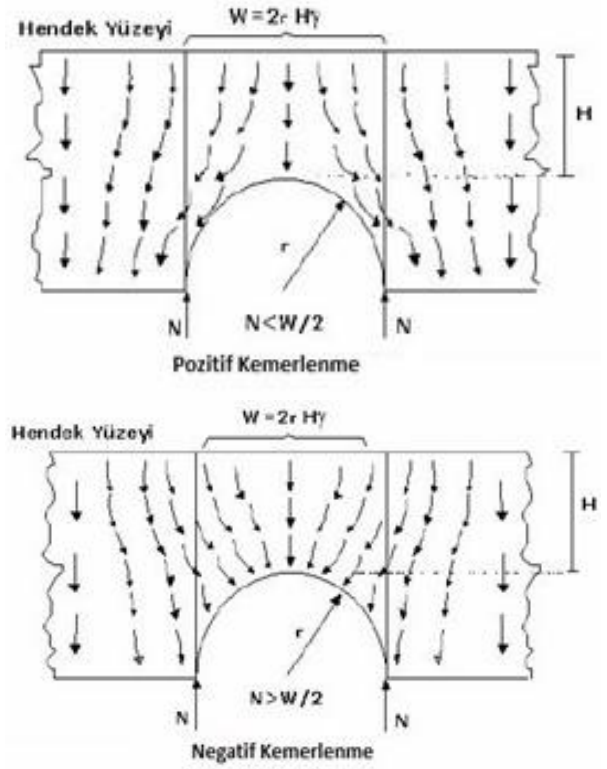 W = 2r Hγ
Hendek Yüzeyi
H
r
N N<W/2 N
Pozitif Kemerlenme
W = 2r Hγ
Hendek Yüzeyi
H
r
N>W/2
N N
Negatif Kemerlenme